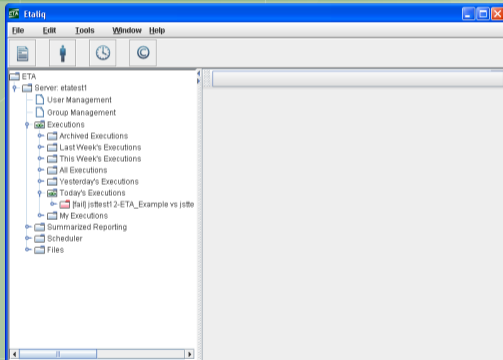 ETA Etaliq
File Edit Tools Window Help
ETA
Server: etatest1
User Management
Group Management
Executions
Archived Executions
Last Week's Executions
This Week's Executions
All Executions
Yesterday's Executions
Today's Executions
[fail] jsttest12-ETA_Example vs jstte
My Executions
Summarized Reporting
Scheduler
Files